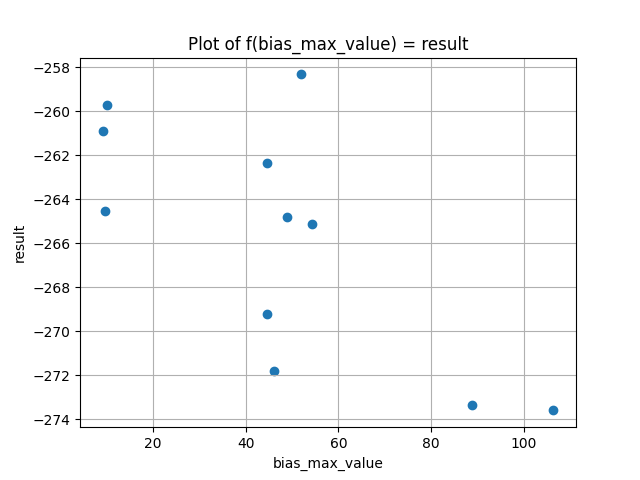 Plot of f(bias_max_value) = result
−258
−260
−262
−264
−266
−268
−270
−272
−274
result
20 40 60 80 100
bias_max_value